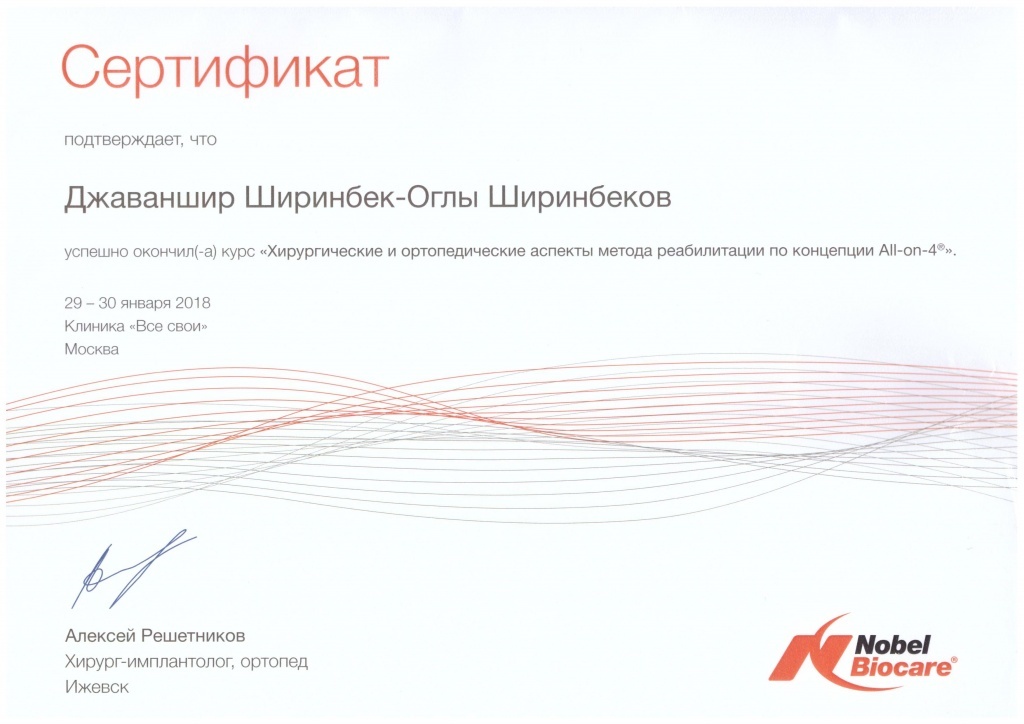 Сертификат
подтверждает, что
Джаваншир Ширинбек-Оглы Ширинбеков
успешно окончил(-а) курс «Хирургические и ортопедические аспекты метода реабилитации по концепции All-on-4®».
29 – 30 января 2018
Клиника «Все свои»
Москва
Алексей Решетников
Хирург-имплантолог, ортопед
Ижевск
Nobel
Biocare®